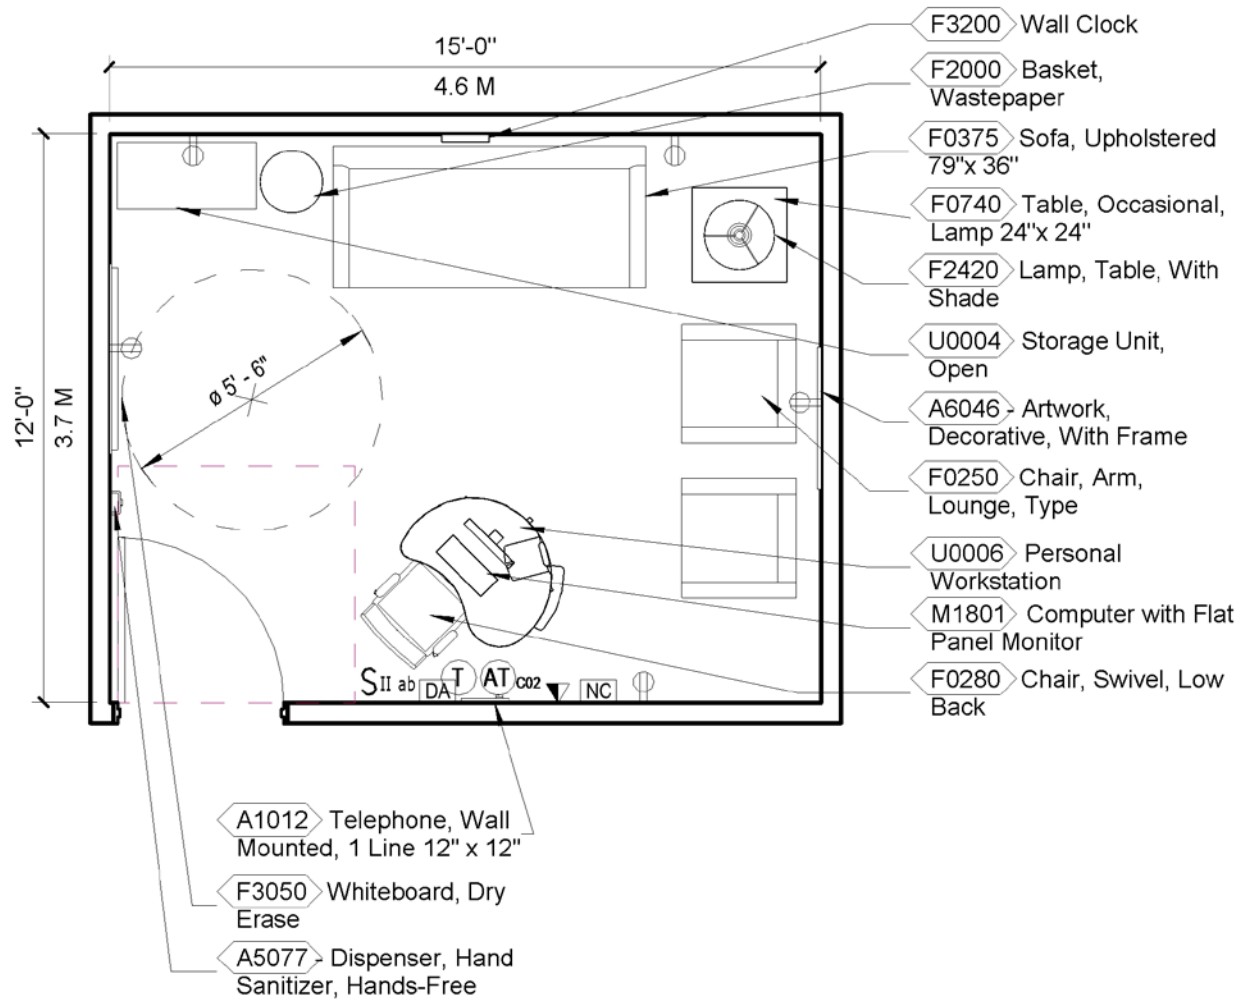 15'-0"
4.6 M
12'-0"
3.7 M
ø 5' - 6"
SII ab
DA
T
AT
C02
NC
F3200 Wall Clock
F2000 Basket,
Wastepaper
F0375 Sofa, Upholstered
79"x 36"
F0740 Table, Occasional,
Lamp 24"x 24"
F2420 Lamp, Table, With
Shade
U0004 Storage Unit,
Open
A6046 - Artwork,
Decorative, With Frame
F0250 Chair, Arm,
Lounge, Type
U0006 Personal
Workstation
M1801 Computer with Flat
Panel Monitor
F0280 Chair, Swivel, Low
Back
A1012 Telephone, Wall
Mounted, 1 Line 12" x 12"
F3050 Whiteboard, Dry
Erase
A5077 - Dispenser, Hand
Sanitizer, Hands-Free